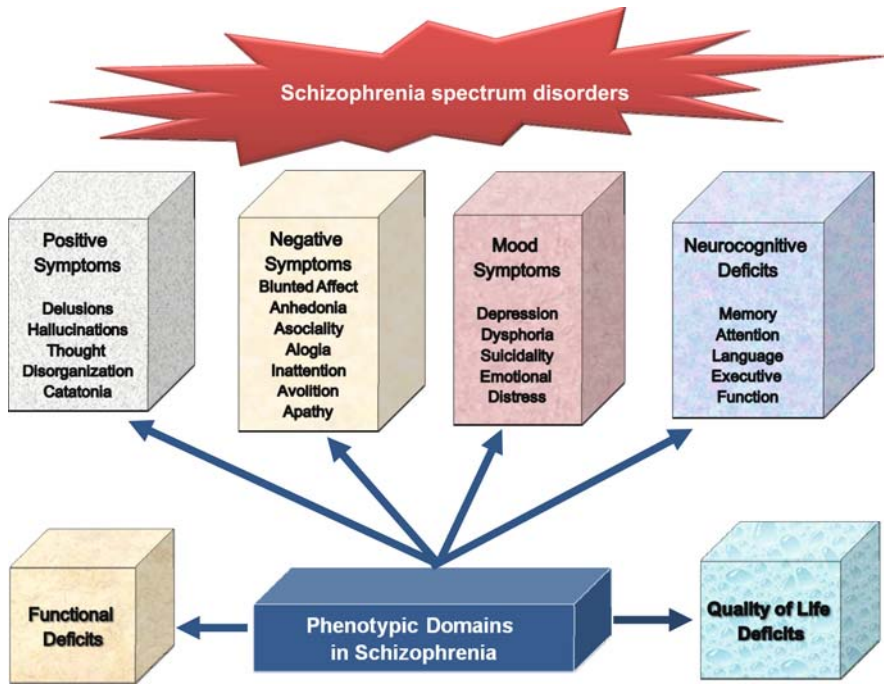 Schizophrenia spectrum disorders
Positive
Symptoms
Delusions
Hallucinations
Thought
Disorganization
Catatonia
Negative
Symptoms
Blunted Affect
Anhedonia
Asociality
Alogia
Inattention
Avolition
Apathy
Mood
Symptoms
Depression
Dysphoria
Suicidality
Emotional
Distress
Neurocognitive
Deficits
Memory
Attention
Language
Executive
Function
Functional
Deficits
Phenotypic Domains
in Schizophrenia
Quality of Life
Deficits